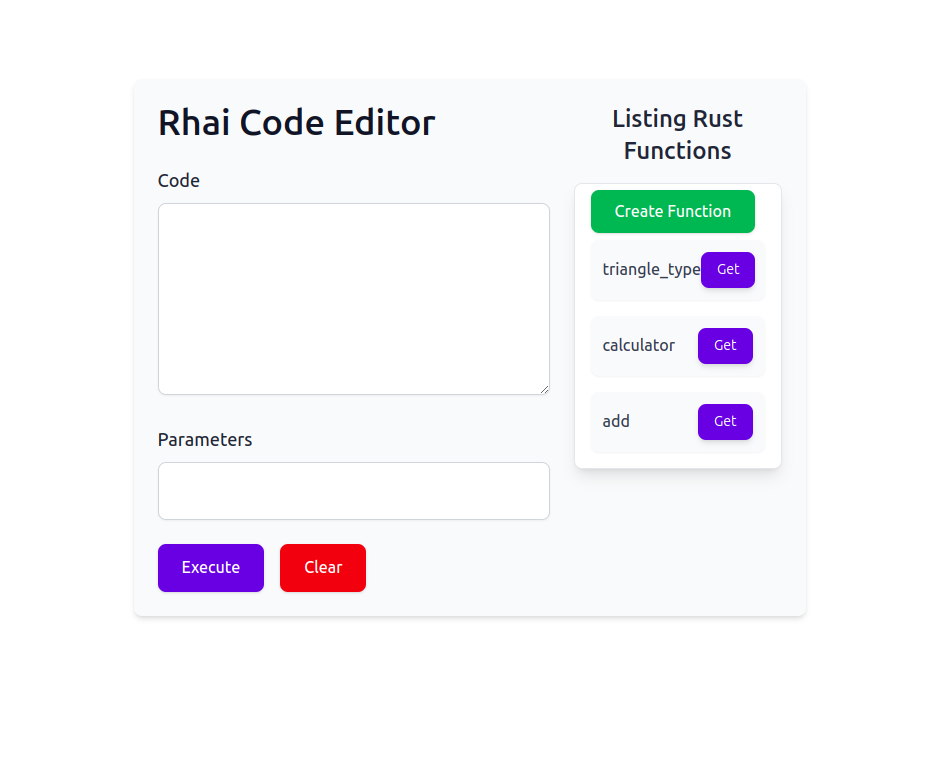 Rhai Code Editor
Code
Parameters
Execute
Clear
Listing Rust
Functions
Create Function
triangle_type
Get
calculator
Get
add
Get